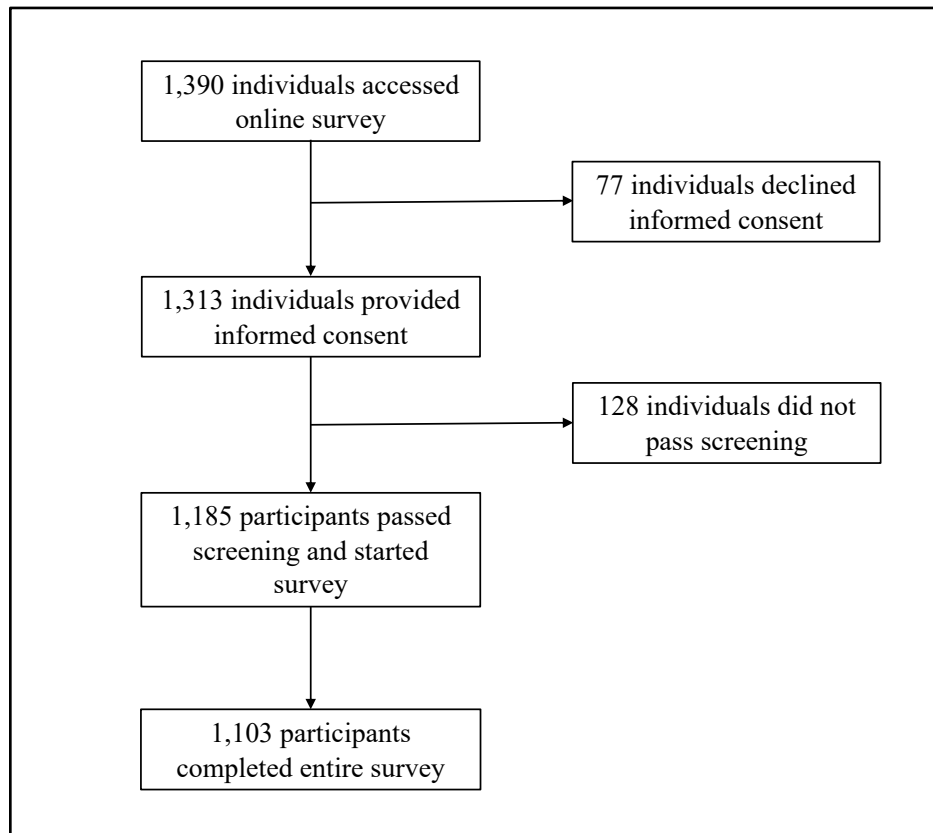 1,390 individuals accessed
online survey
77 individuals declined
informed consent
1,313 individuals provided
informed consent
128 individuals did not
pass screening
1,185 participants passed
screening and started
survey
1,103 participants
completed entire survey